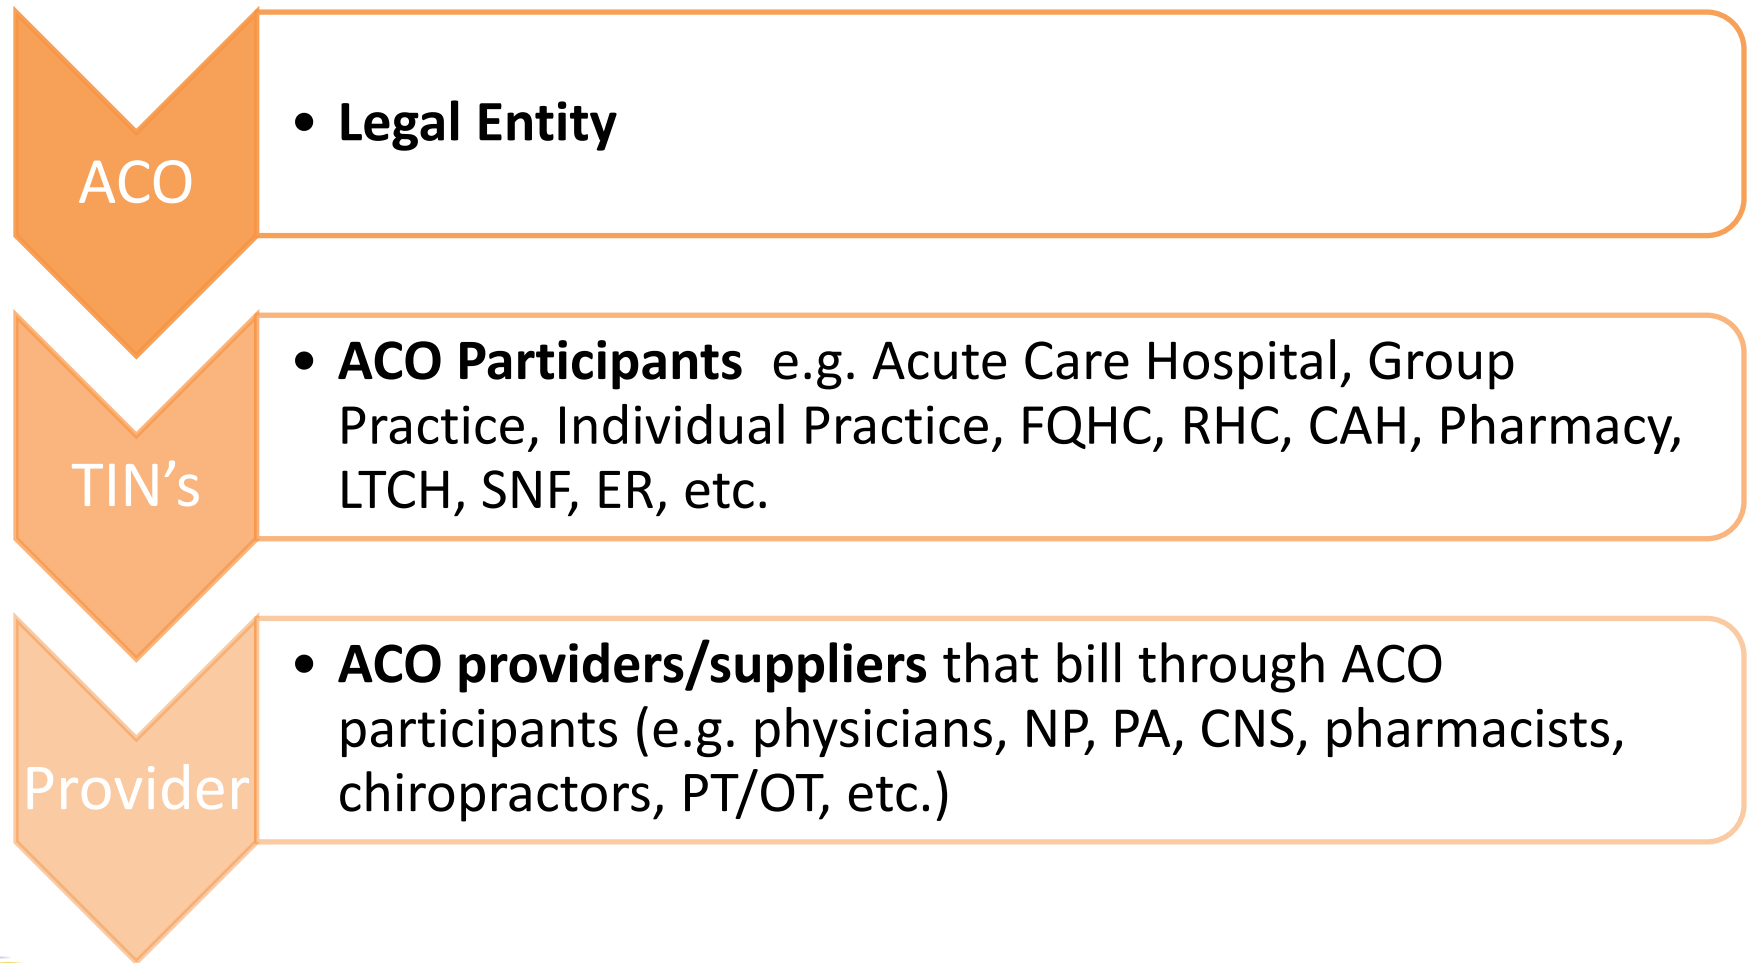 ACO
• Legal Entity
TIN’s
• ACO Participants  e.g. Acute Care Hospital, Group
Practice, Individual Practice, FQHC, RHC, CAH, Pharmacy,
LTCH, SNF, ER, etc.
Provider
• ACO providers/suppliers that bill through ACO
participants (e.g. physicians, NP, PA, CNS, pharmacists,
chiropractors, PT/OT, etc.)